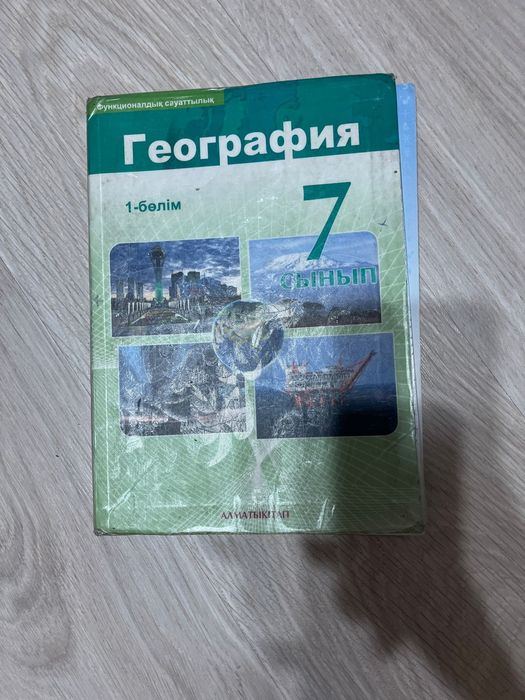 Функционалдық сауаттылық
География
1-бөлім
7
СЫНЫП
АЛМАТЫКІТАП